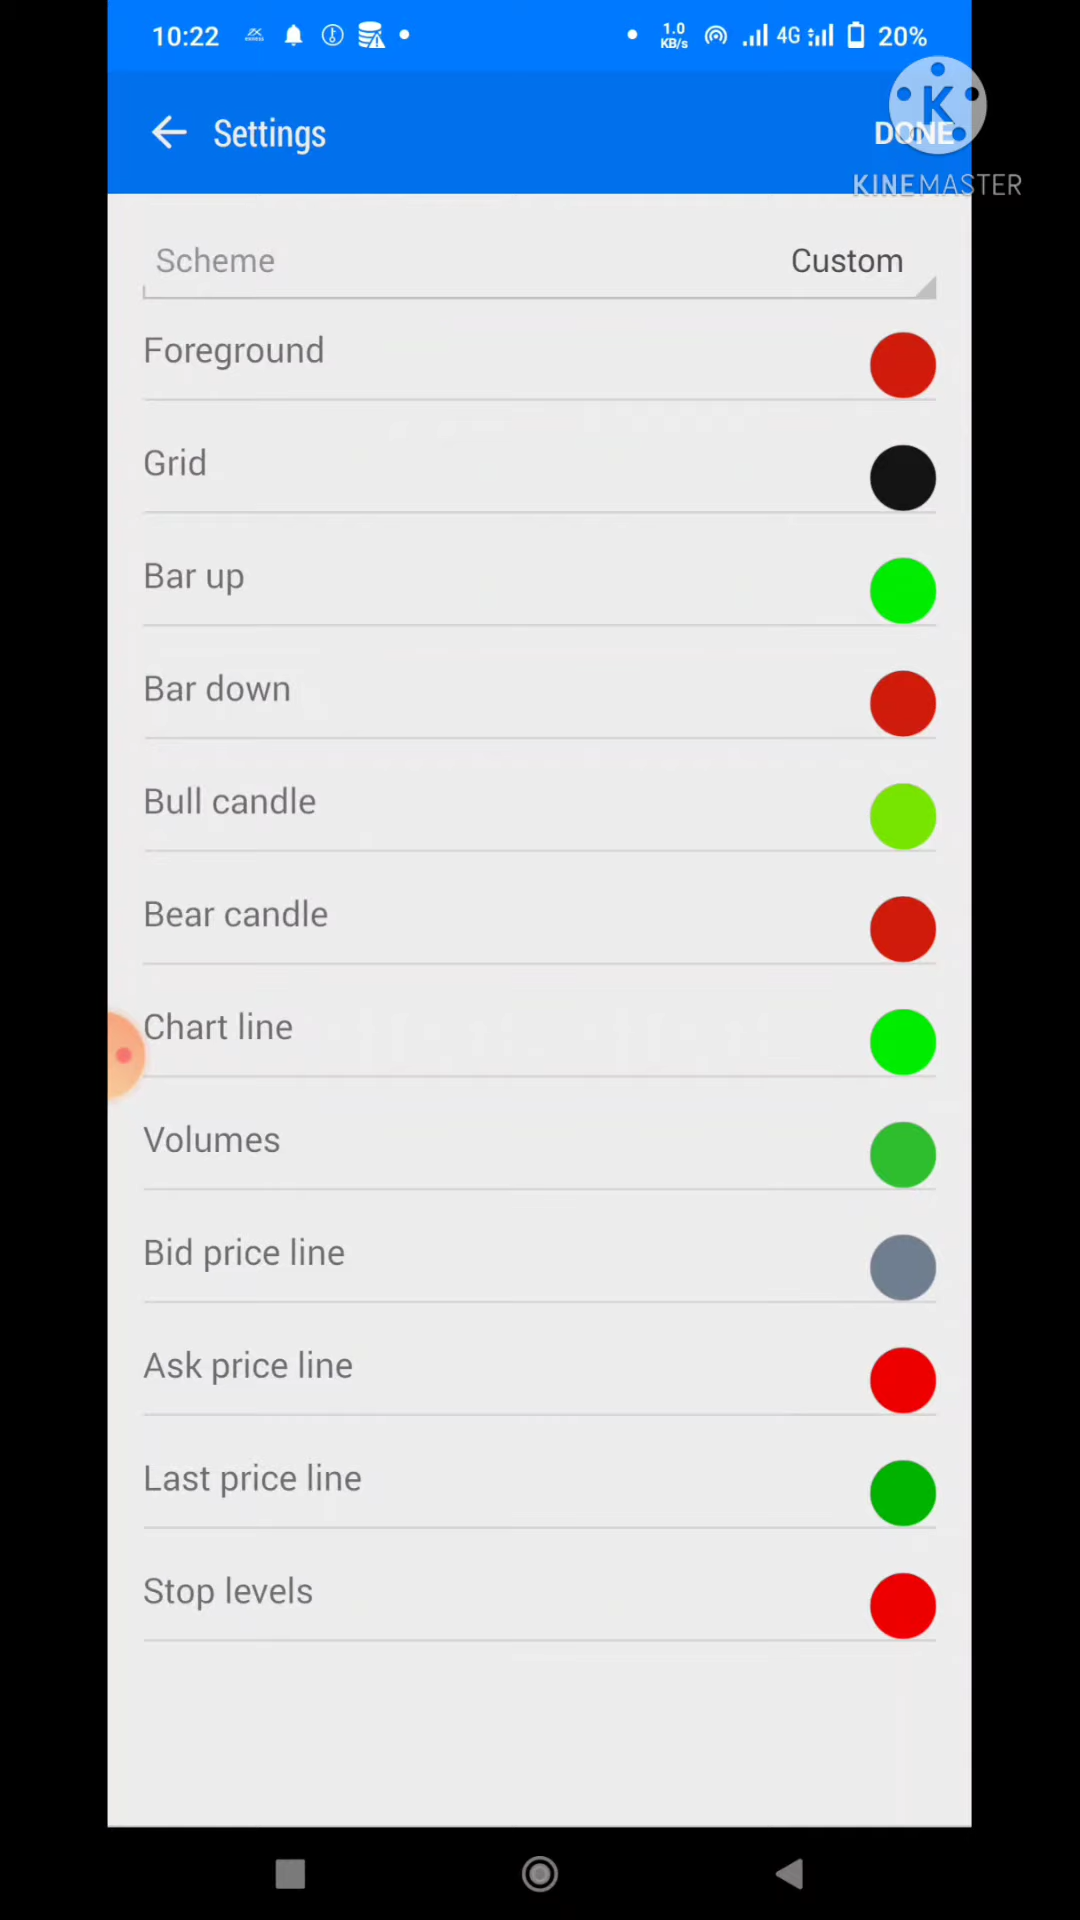 10:22
1.0
KB/s
4G
20%
Settings
DONE
K
KINEMASTER
Scheme
Custom
Foreground
Grid
Bar up
Bar down
Bull candle
Bear candle
Chart line
Volumes
Bid price line
Ask price line
Last price line
Stop levels